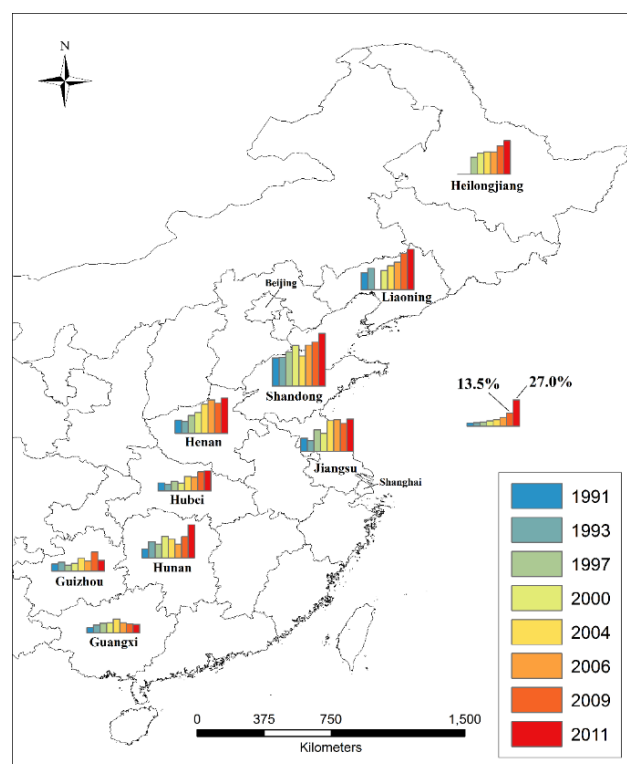 N
Heilongjiang
Beijing
Liaoning
13.5% 27.0%
Shandong
Henan
Jiangsu
Shanghai
Hubei
Hunan
Guizhou
Guangxi
1991
1993
1997
2000
2004
2006
2009
2011
0 375 750 1,500
Kilometers